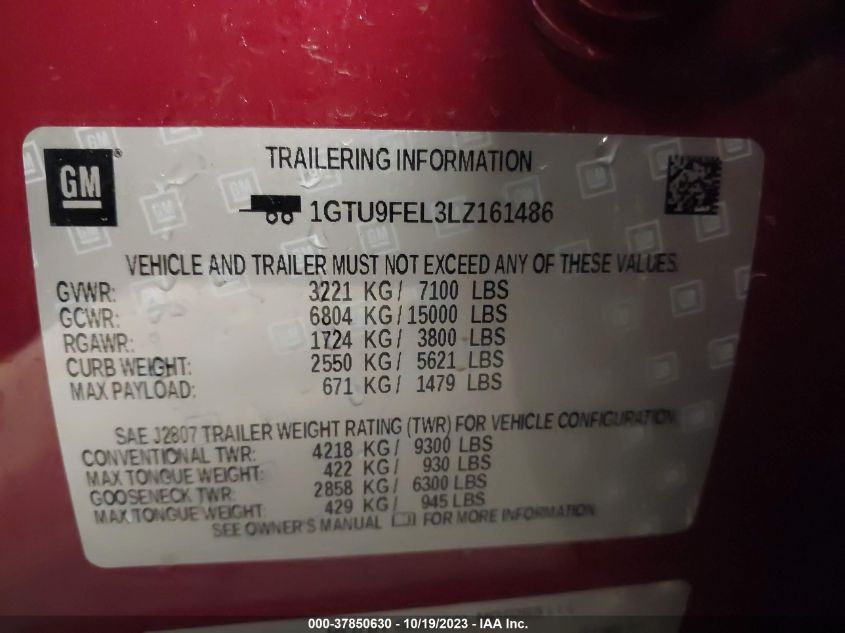 GM
TRAILERING INFORMATION
1GTU9FEL3LZ161486
VEHICLE AND TRAILER MUST NOT EXCEED ANY OF THESE VALUES.
GVWR: 3221 KG/ 7100 LBS
GCWR: 6804 KG/15000 LBS
RGAWR: 1724 KG/ 3800 LBS
CURB WEIGHT: 2550 KG/ 5621 LBS
MAX PAYLOAD: 671 KG/ 1479 LBS
SAE J2807 TRAILER WEIGHT RATING (TWR) FOR VEHICLE CONFIGURATION.
CONVENTIONAL TWR: 4218 KG/ 9300 LBS
MAX TONGUE WEIGHT: 422 KG/ 930 LBS
GOOSENECK TWR: 2858 KG/ 6300 LBS
MAX TONGUE WEIGHT: 429 KG/ 945 LBS
SEE OWNER'S MANUAL FOR MORE INFORMATION
000-37850630 - 10/19/2023 - IAA Inc.